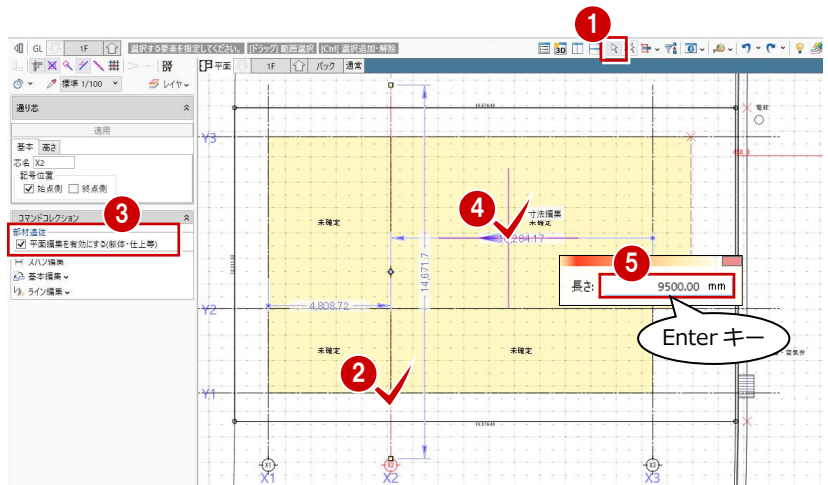 1
GL 1F 選択する要素を指定してください。[ドラッグ] 範囲選択 [Ctrl] 選択追加・解除
3D
平面 1F バック 通常
標準 1/100 レイヤ
通り芯
適用
基本 高さ
芯名 X2
記号位置
始点側 終点側
コマンドコレクション
3
部材追従
平面編集を有効にする(躯体・仕上等)
スパン編集
基本編集
ライン編集
電柱
Y3
未確定
4
寸法編集
未確定
10,284.17
14,671.7
5
長さ: 9500.00 mm
Enter キー
4,808.72
Y2
未確定
未確定
2
Y1
X1
X2
X3
X1
X2
X3